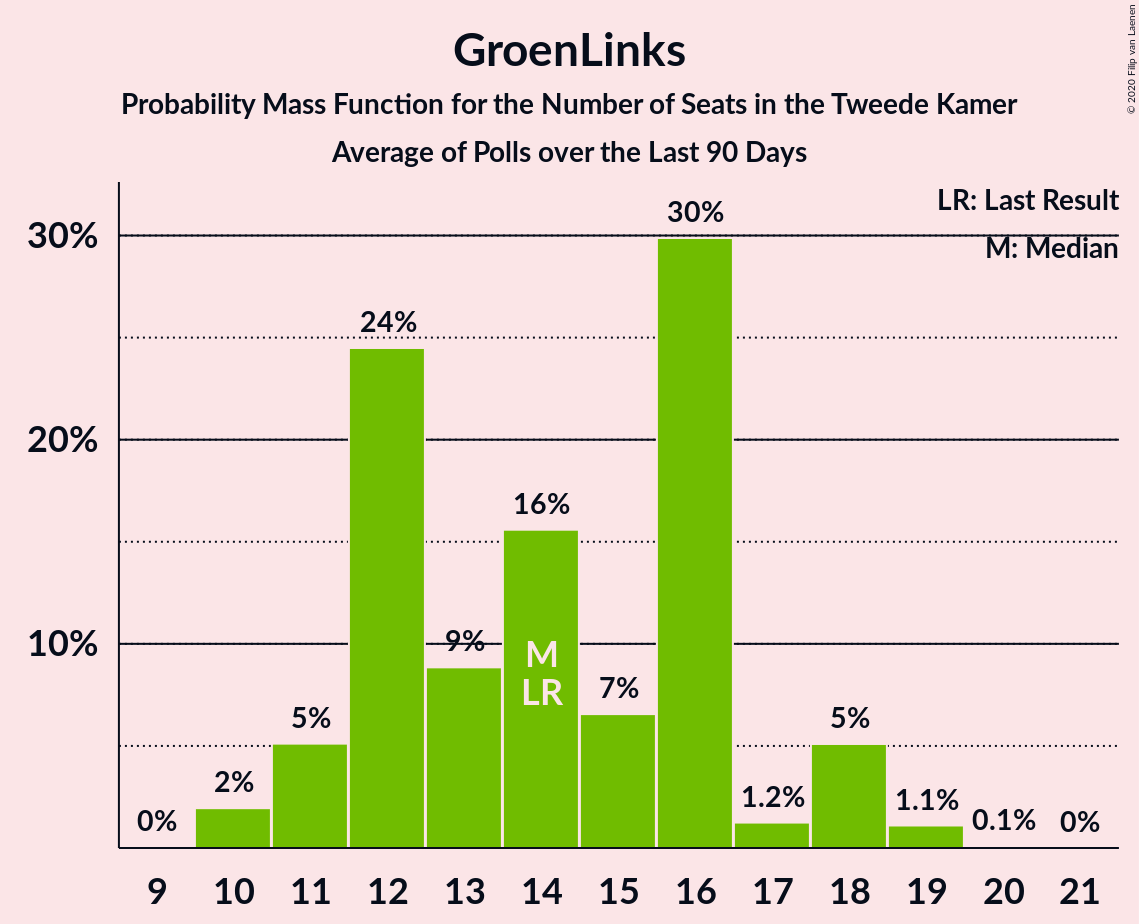 GroenLinks
Probability Mass Function for the Number of Seats in the Tweede Kamer
Average of Polls over the Last 90 Days
© 2020 Filip van Laenen
LR: Last Result
M: Median
30%
20%
10%
0%
2%
5%
24%
9%
16%
7%
30%
1.2%
5%
1.1%
0.1%
0%
M
LR
9 10 11 12 13 14 15 16 17 18 19 20 21